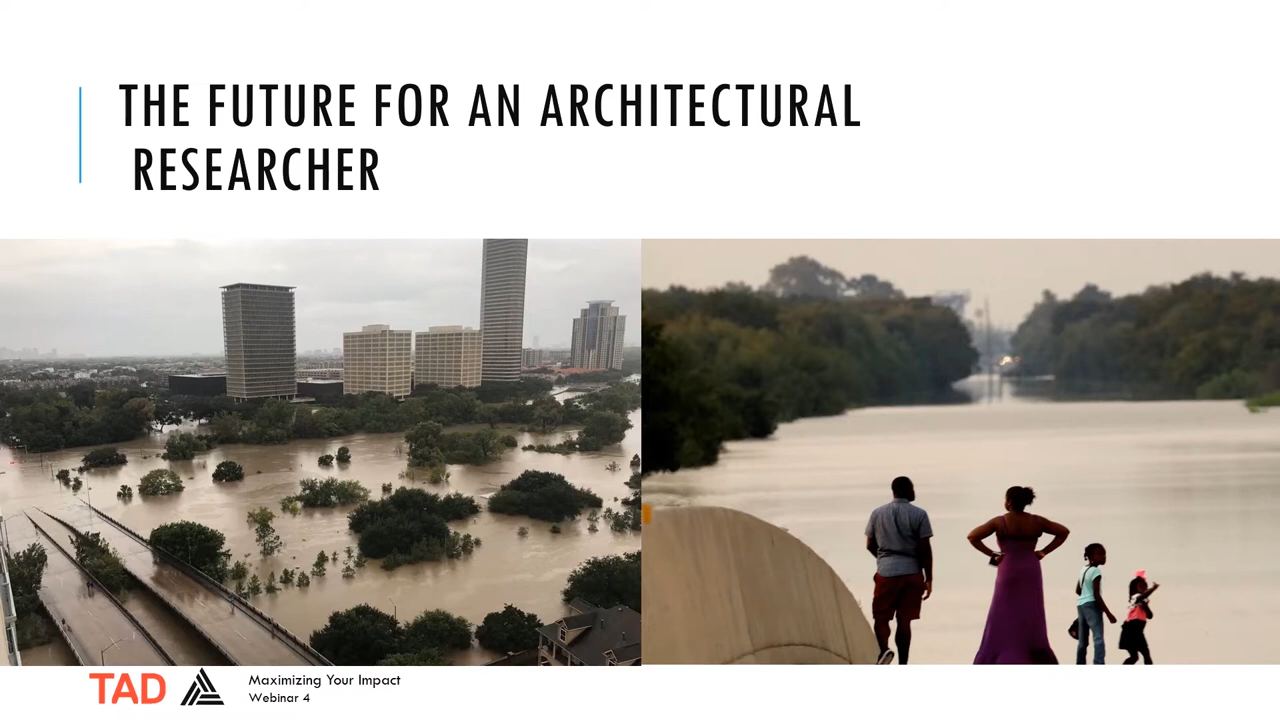 THE FUTURE FOR AN ARCHITECTURAL
RESEARCHER
TAD
Maximizing Your Impact
Webinar 4